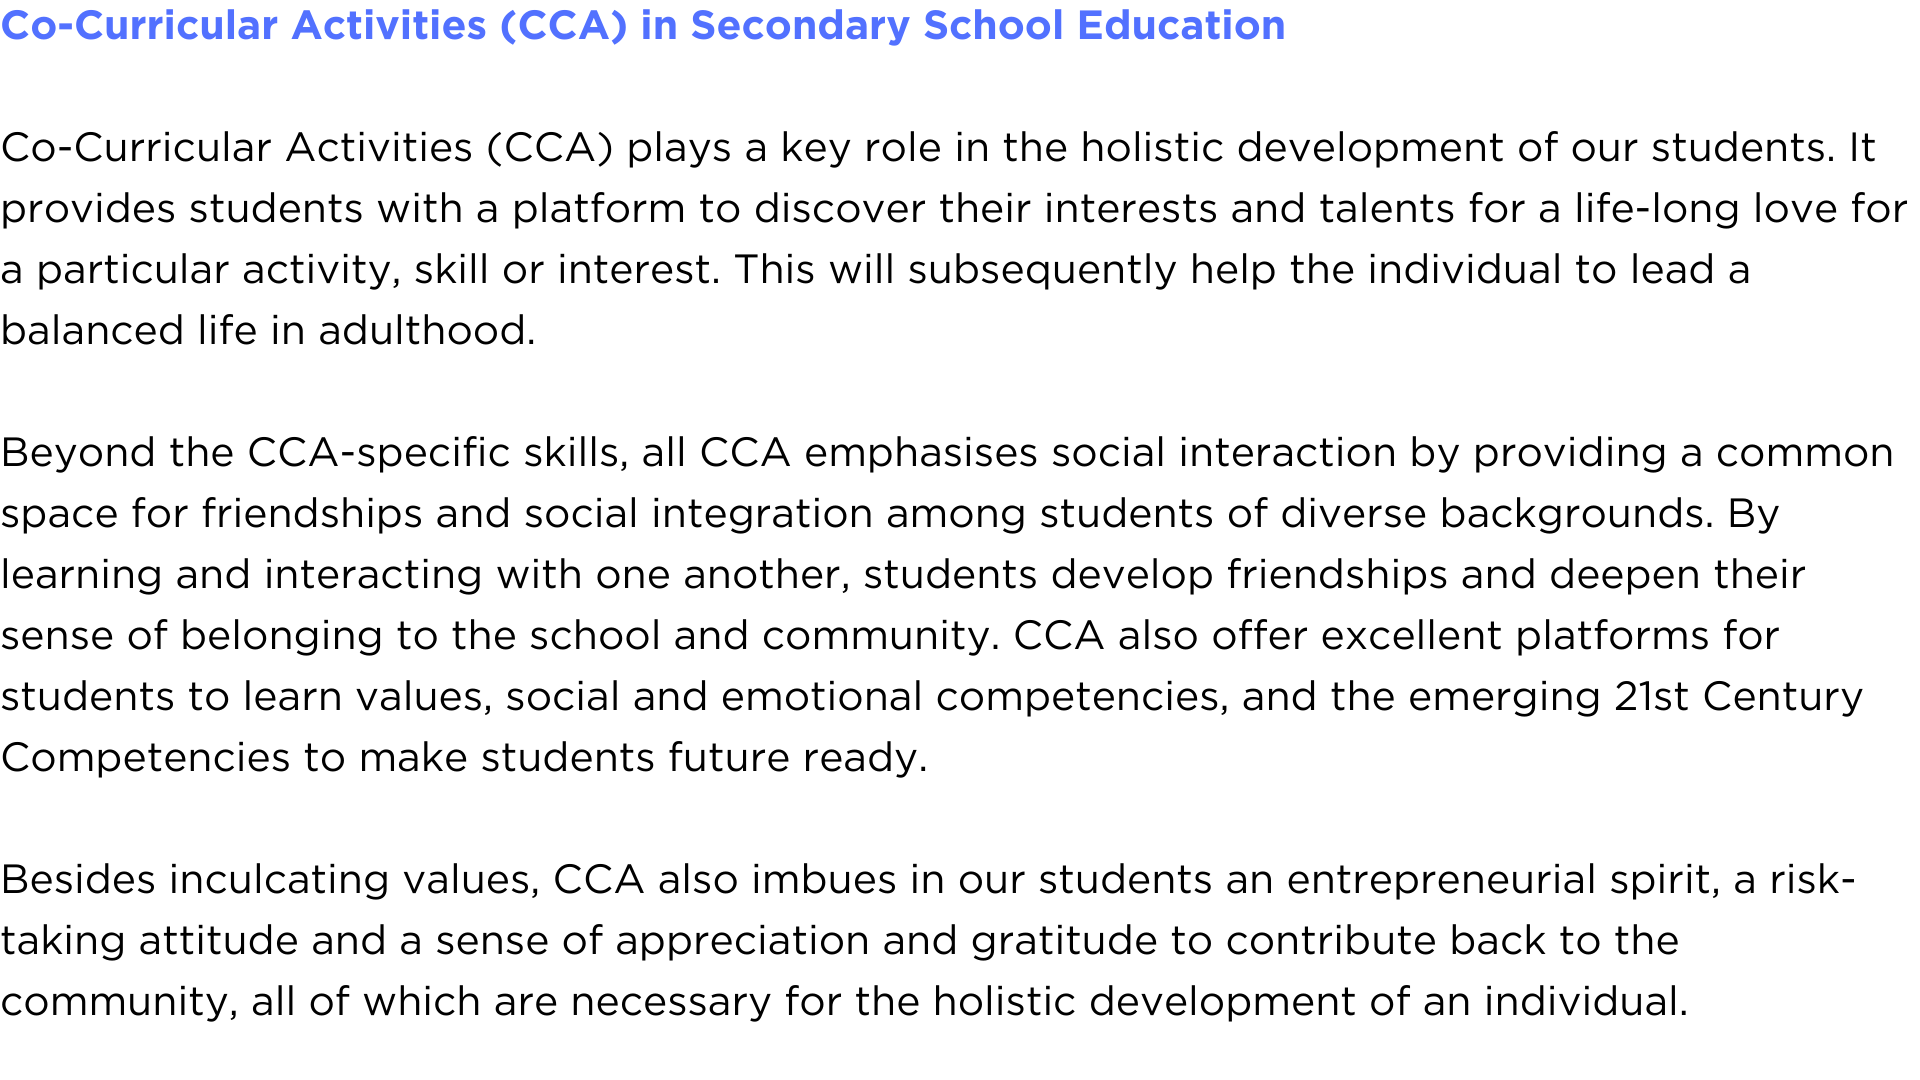 Co-Curricular Activities (CCA) in Secondary School Education
Co-Curricular Activities (CCA) plays a key role in the holistic development of our students. It
provides students with a platform to discover their interests and talents for a life-long love for
a particular activity, skill or interest. This will subsequently help the individual to lead a
balanced life in adulthood.
Beyond the CCA-specific skills, all CCA emphasises social interaction by providing a common
space for friendships and social integration among students of diverse backgrounds. By
learning and interacting with one another, students develop friendships and deepen their
sense of belonging to the school and community. CCA also offer excellent platforms for
students to learn values, social and emotional competencies, and the emerging 21st Century
Competencies to make students future ready.
Besides inculcating values, CCA also imbues in our students an entrepreneurial spirit, a risk-
taking attitude and a sense of appreciation and gratitude to contribute back to the
community, all of which are necessary for the holistic development of an individual.